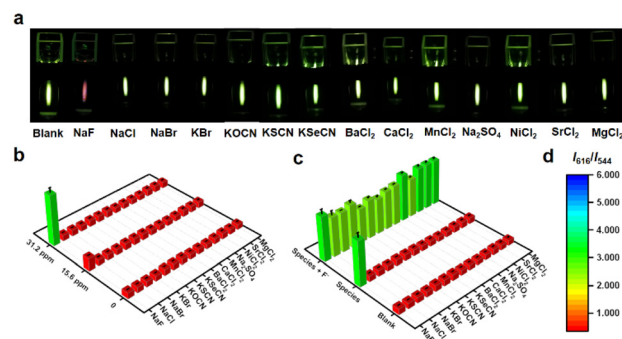 a
Blank NaF NaCl NaBr KBr KOCN KSCN KSeCN BaCl₂ CaCl₂ MnCl₂ Na₂SO₄ NiCl₂ SrCl₂ MgCl₂
b
31.2 ppm
15.6 ppm
0
NaF
NaCl
NaBr
KBr
KOCN
KSCN
KSeCN
BaCl₂
CaCl₂
MnCl₂
Na₂SO₄
NiCl₂
SrCl₂
MgCl₂
c
Species + F⁻
Species
Blank
NaF
NaCl
NaBr
KBr
KOCN
KSCN
KSeCN
BaCl₂
CaCl₂
MnCl₂
Na₂SO₄
NiCl₂
SrCl₂
MgCl₂
d
I₆₁₆/I₅₄₄
6.000
5.000
4.000
3.000
2.000
1.000